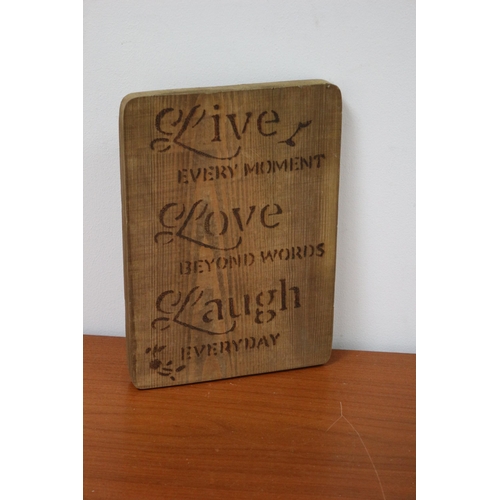 Live
EVERY MOMENT
Love
BEYOND WORDS
Laugh
EVERYDAY